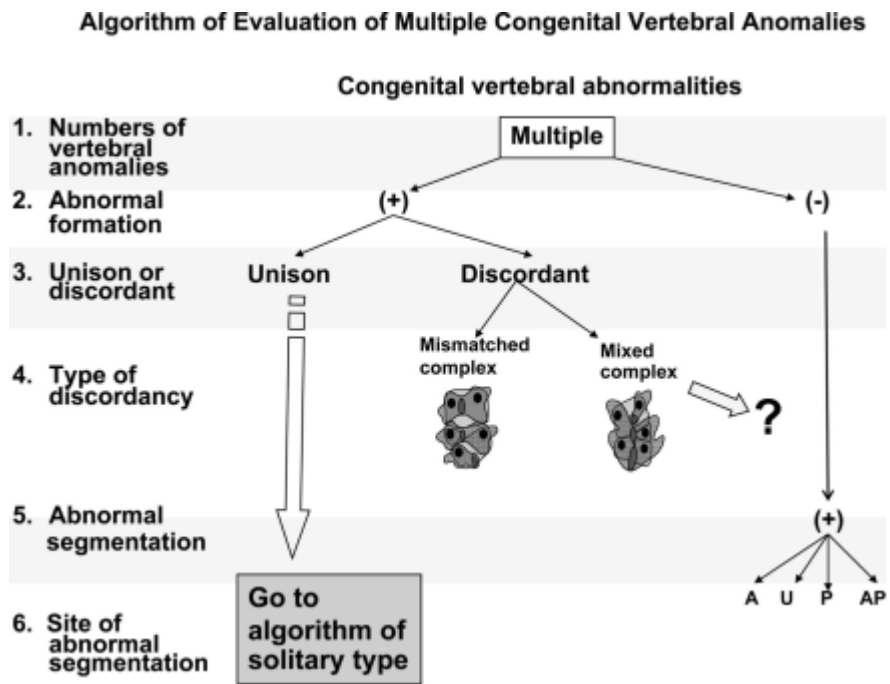 Algorithm of Evaluation of Multiple Congenital Vertebral Anomalies
Congenital vertebral abnormalities
1. Numbers of
vertebral
anomalies
Multiple
2. Abnormal
formation
(+)
(-)
3. Unison or
discordant
Unison
Discordant
4. Type of
discordancy
Mismatched
complex
Mixed
complex
?
5. Abnormal
segmentation
(+)
A U P AP
6. Site of
abnormal
segmentation
Go to
algorithm of
solitary type